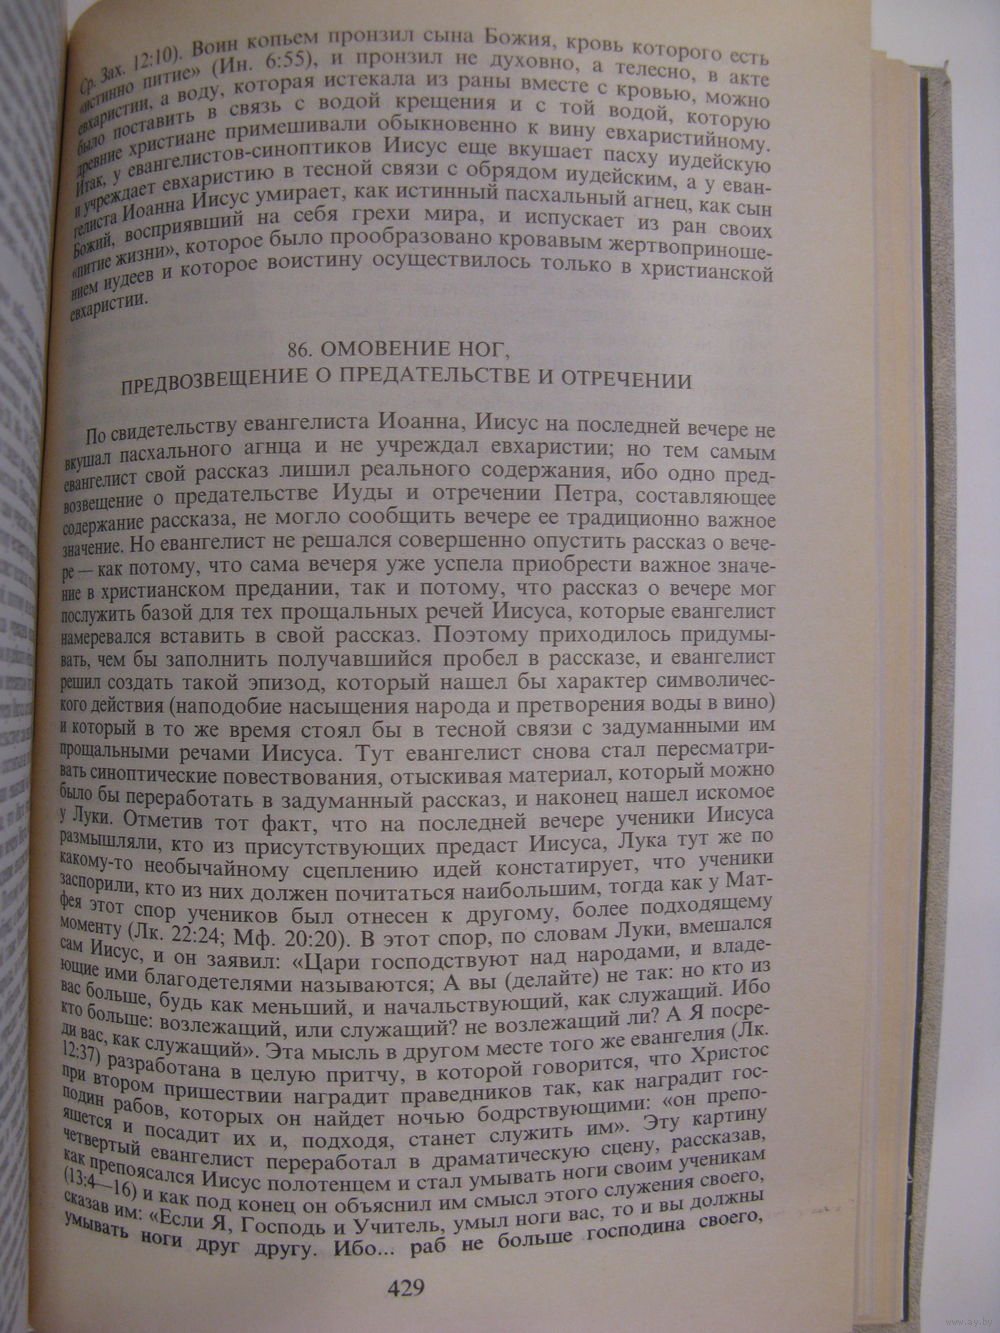 Ср. Зах. 12:10). Воин копьем пронзил сына Божия, кровь которого есть
«истинно питие» (Ин. 6:55), и пронзил не духовно, а телесно, в акте
евхаристии, а воду, которая истекала из раны вместе с кровью, можно
было поставить в связь с водой крещения и с той водой, которую
древние христиане примешивали обыкновенно к вину евхаристийному.
Итак, у евангелистов-синоптиков Иисус еще вкушает пасху иудейскую
и учреждает евхаристию в тесной связи с обрядом иудейским, а у еван-
гелиста Иоанна Иисус умирает, как истинный пасхальный агнец, как сын
Божий, восприявший на себя грехи мира, и испускает из ран своих
«питие жизни», которое было прообразовано кровавым жертвоприноше-
нием иудеев и которое воистину осуществилось только в христианской
евхаристии.
86. ОМОВЕНИЕ НОГ,
ПРЕДВОЗВЕЩЕНИЕ О ПРЕДАТЕЛЬСТВЕ И ОТРЕЧЕНИИ
По свидетельству евангелиста Иоанна, Иисус на последней вечере не
вкушал пасхального агнца и не учреждал евхаристии; но тем самым
евангелист свой рассказ лишил реального содержания, ибо одно пред-
возвещение о предательстве Иуды и отречении Петра, составляющее
содержание рассказа, не могло сообщить вечере ее традиционно важное
значение. Но евангелист не решался совершенно опустить рассказ о вече-
ре — как потому, что сама вечеря уже успела приобрести важное значе-
ние в христианском предании, так и потому, что рассказ о вечере мог
послужить базой для тех прощальных речей Иисуса, которые евангелист
намеревался вставить в свой рассказ. Поэтому приходилось придумы-
вать, чем бы заполнить получавшийся пробел в рассказе, и евангелист
решил создать такой эпизод, который нашел бы характер символичес-
кого действия (наподобие насыщения народа и претворения воды в вино)
и который в то же время стоял бы в тесной связи с задуманными им
прощальными речами Иисуса. Тут евангелист снова стал пересматри-
вать синоптические повествования, отыскивая материал, который можно
было бы переработать в задуманный рассказ, и наконец нашел искомое
у Луки. Отметив тот факт, что на последней вечере ученики Иисуса
размышляли, кто из присутствующих предаст Иисуса, Лука тут же по
какому-то необычайному сцеплению идей констатирует, что ученики
заспорили, кто из них должен почитаться наибольшим, тогда как у Мат-
фея этот спор учеников был отнесен к другому, более подходящему
моменту (Лк. 22:24; Мф. 20:20). В этот спор, по словам Луки, вмешался
сам Иисус, и он заявил: «Цари господствуют над народами, и владе-
ющие ими благодетелями называются; А вы (делайте) не так: но кто из
вас больше, будь как меньший, и начальствующий, как служащий. Ибо
кто больше: возлежащий, или служащий? не возлежащий ли? А Я посре-
ди вас, как служащий». Эта мысль в другом месте того же евангелия (Лк.
12:37) разработана в целую притчу, в которой говорится, что Христос
при втором пришествии наградит праведников так, как наградит гос-
подин рабов, которых он найдет ночью бодрствующими: «он препо-
яшется и посадит их и, подходя, станет служить им». Эту картину
четвертый евангелист переработал в драматическую сцену, рассказав,
как препоясался Иисус полотенцем и стал умывать ноги своим ученикам
(13:4—16) и как под конец он объяснил им смысл этого служения своего,
сказав им: «Если Я, Господь и Учитель, умыл ноги вас, то и вы должны
умывать ноги друг другу. Ибо... раб не больше господина своего,
429
www.ay.by